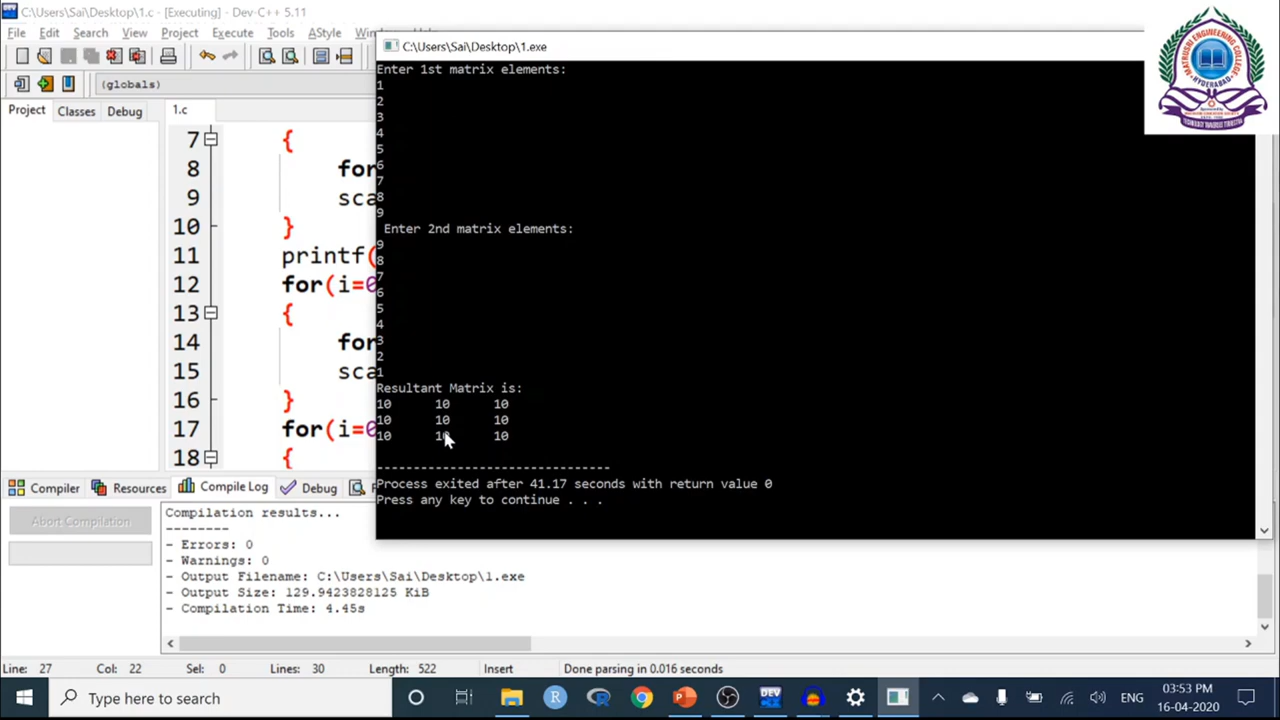 C:\Users\Sai\Desktop\1.c - [Executing] - Dev-C++ 5.11
File Edit Search View Project Execute Tools AStyle
(globals)
Project Classes Debug
1.c
7 {
8 for
9 sca
10 }
11 printf(
12 for(i=0
13 {
14 for
15 sca
16 }
17 for(i=0
18 {
C:\Users\Sai\Desktop\1.exe
Enter 1st matrix elements:
1
2
3
4
5
6
7
8
9
Enter 2nd matrix elements:
9
8
7
6
5
4
3
2
1
Resultant Matrix is:
10 10 10
10 10 10
10 10 10
--------------------------------
Process exited after 41.17 seconds with return value 0
Press any key to continue . . .
MATRUSRI ENGINEERING COLLEGE
HYDERABAD
Compiler Resources Compile Log Debug
Abort Compilation
Compilation results...
--------
- Errors: 0
- Warnings: 0
- Output Filename: C:\Users\Sai\Desktop\1.exe
- Output Size: 129.9423828125 KiB
- Compilation Time: 4.45s
Line: 27 Col: 22 Sel: 0 Lines: 30 Length: 522 Insert Done parsing in 0.016 seconds
Type here to search
R
DEV
ENG
03:53 PM
16-04-2020